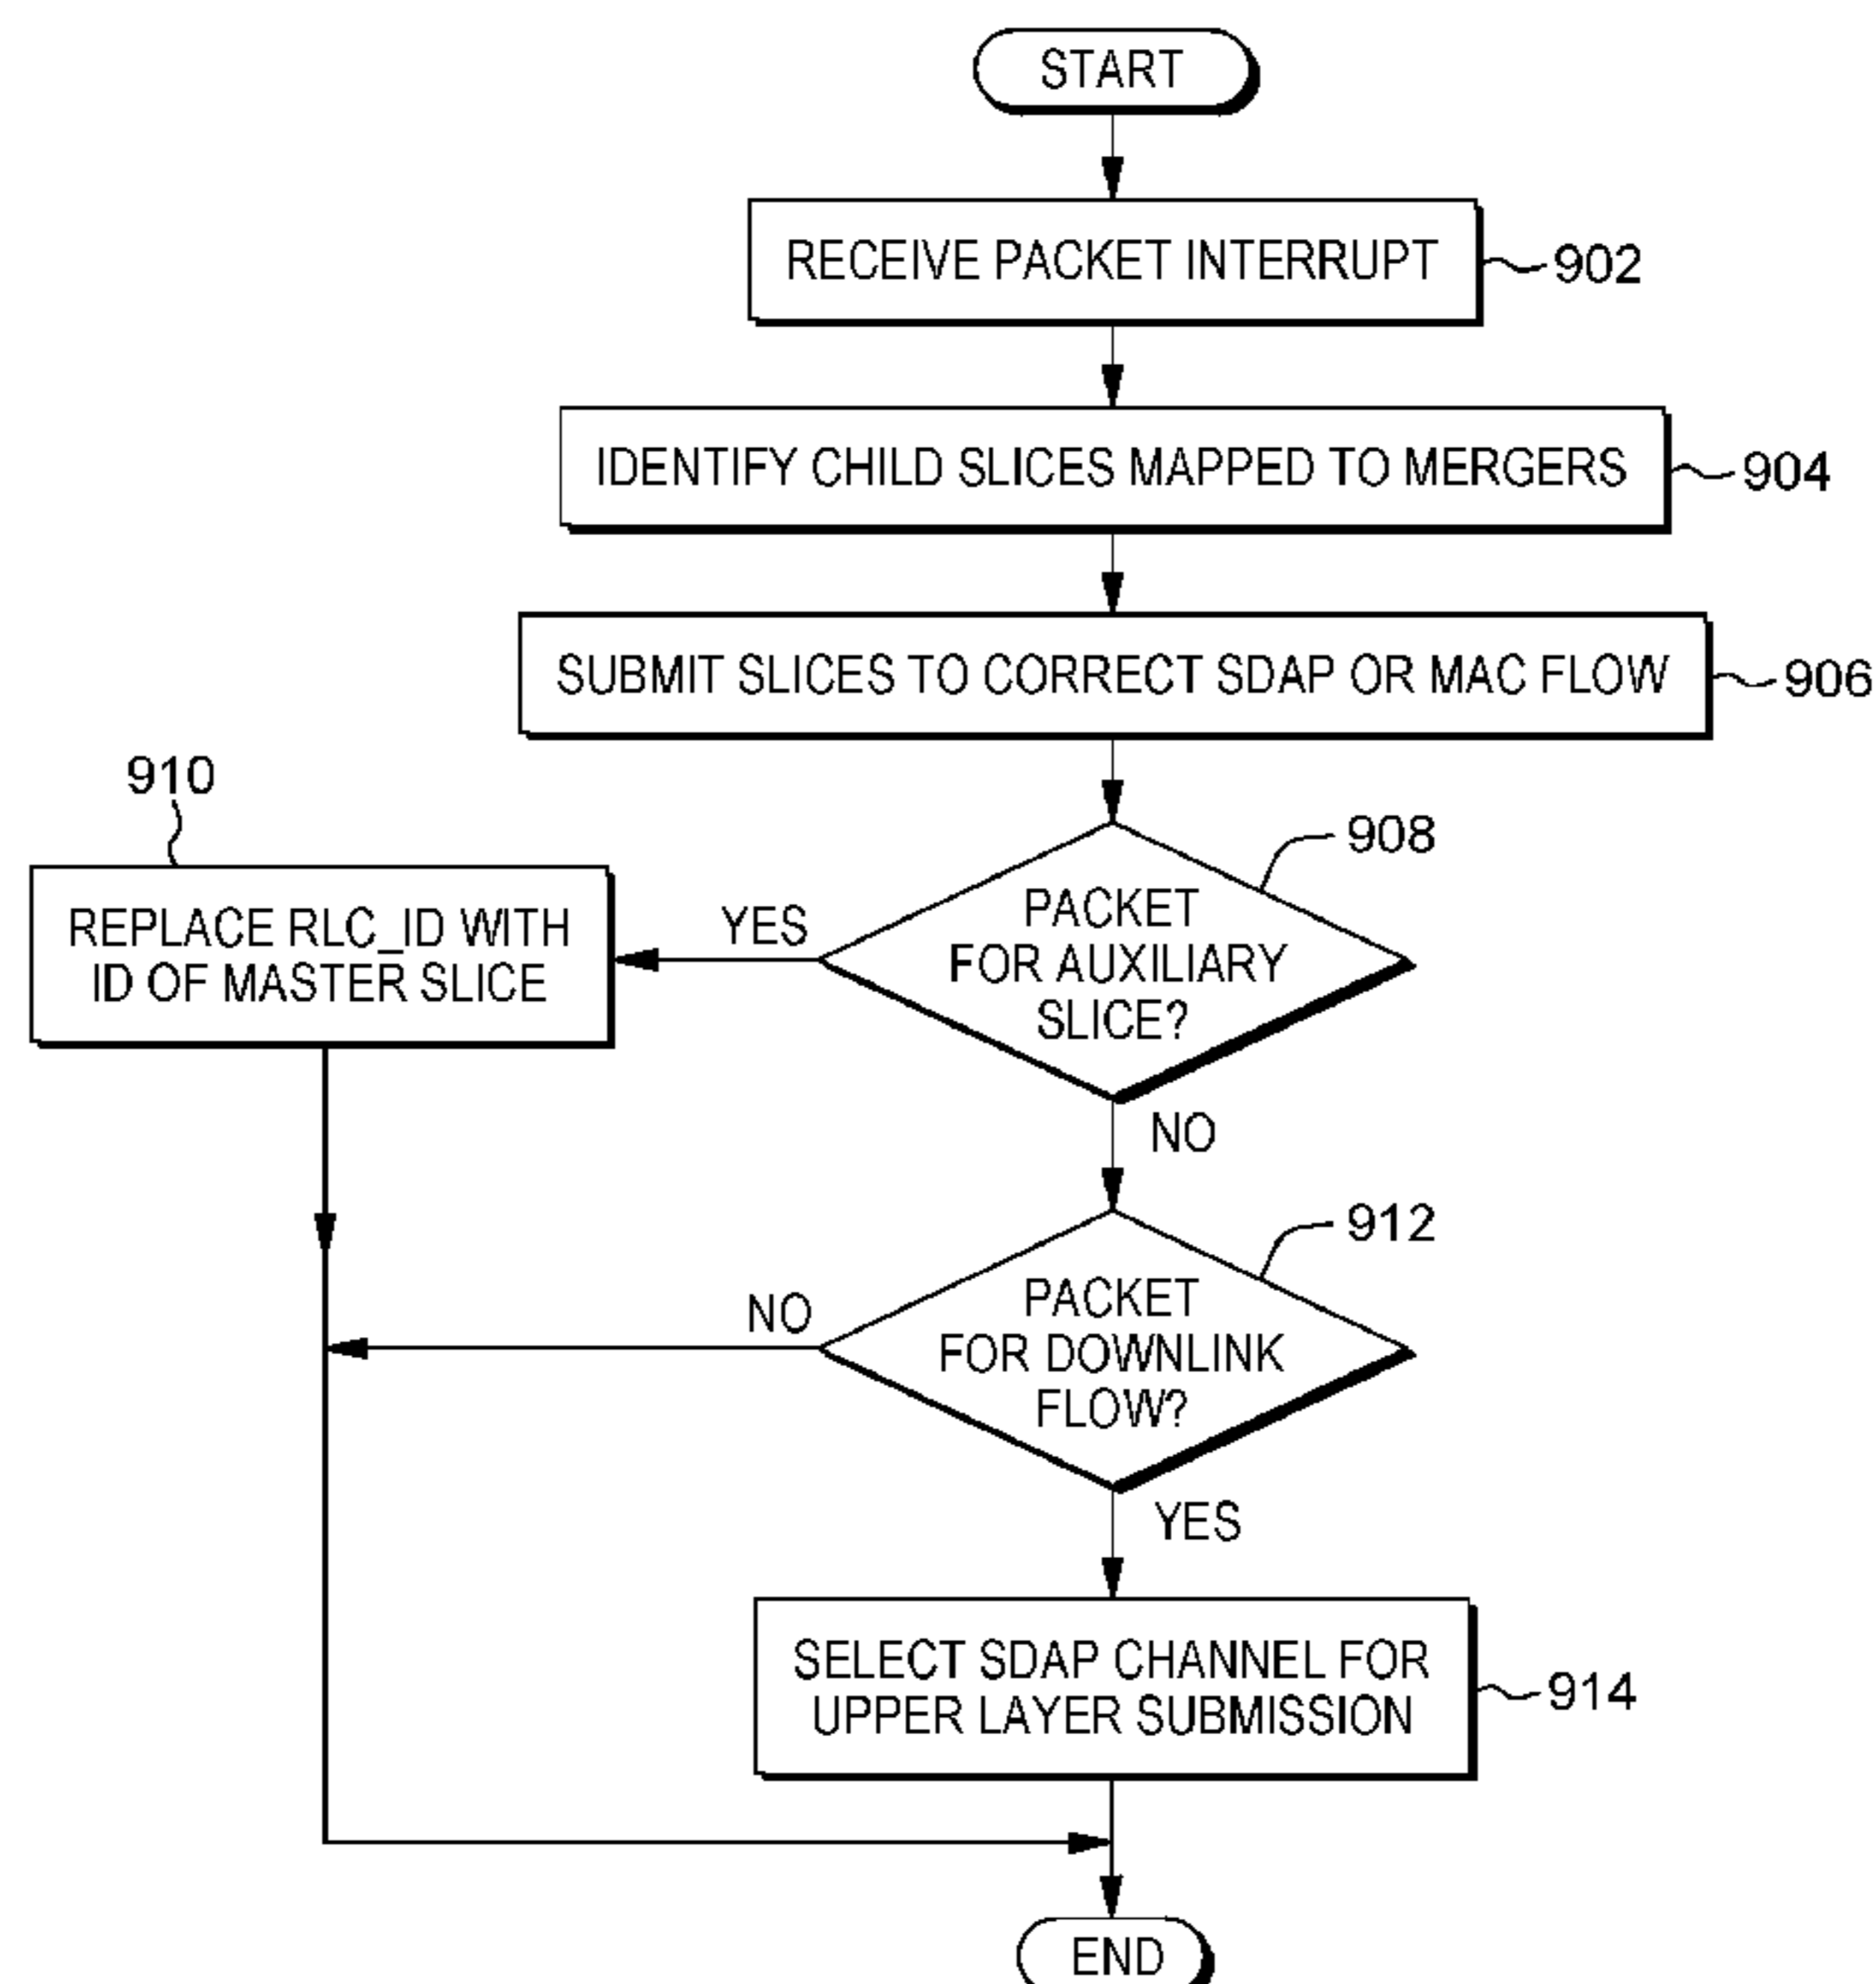 START
RECEIVE PACKET INTERRUPT
902
IDENTIFY CHILD SLICES MAPPED TO MERGERS
904
SUBMIT SLICES TO CORRECT SDAP OR MAC FLOW
906
910
REPLACE RLC_ID WITH
ID OF MASTER SLICE
YES
908
PACKET
FOR AUXILIARY
SLICE?
NO
912
NO
PACKET
FOR DOWNLINK
FLOW?
YES
SELECT SDAP CHANNEL FOR
UPPER LAYER SUBMISSION
914
END